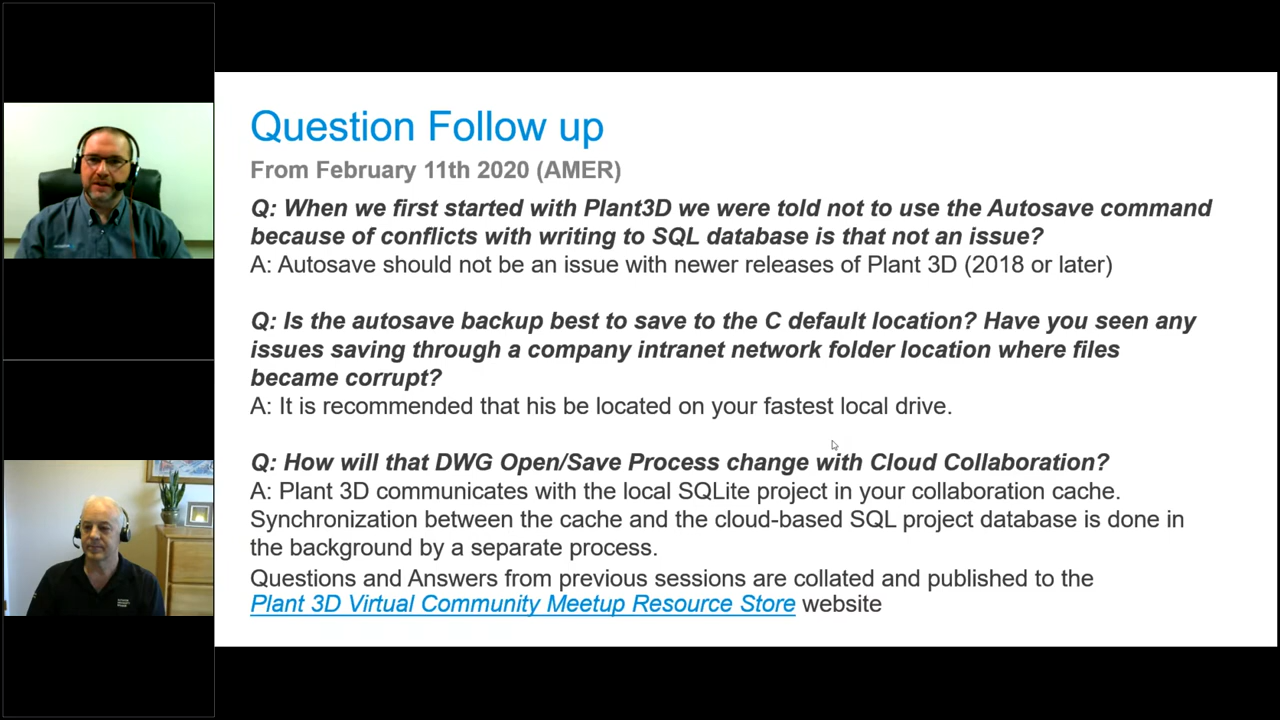 Question Follow up
From February 11th 2020 (AMER)
Q: When we first started with Plant3D we were told not to use the Autosave command
because of conflicts with writing to SQL database is that not an issue?
A: Autosave should not be an issue with newer releases of Plant 3D (2018 or later)
Q: Is the autosave backup best to save to the C default location? Have you seen any
issues saving through a company intranet network folder location where files
became corrupt?
A: It is recommended that his be located on your fastest local drive.
Q: How will that DWG Open/Save Process change with Cloud Collaboration?
A: Plant 3D communicates with the local SQLite project in your collaboration cache.
Synchronization between the cache and the cloud-based SQL project database is done in
the background by a separate process.
Questions and Answers from previous sessions are collated and published to the
Plant 3D Virtual Community Meetup Resource Store website